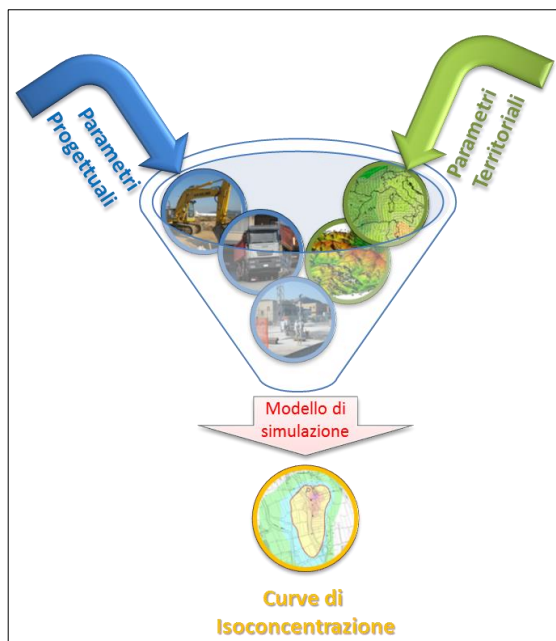 Parametri
Progettuali
Parametri
Territoriali
Modello di
simulazione
Curve di
Isoconcentrazione